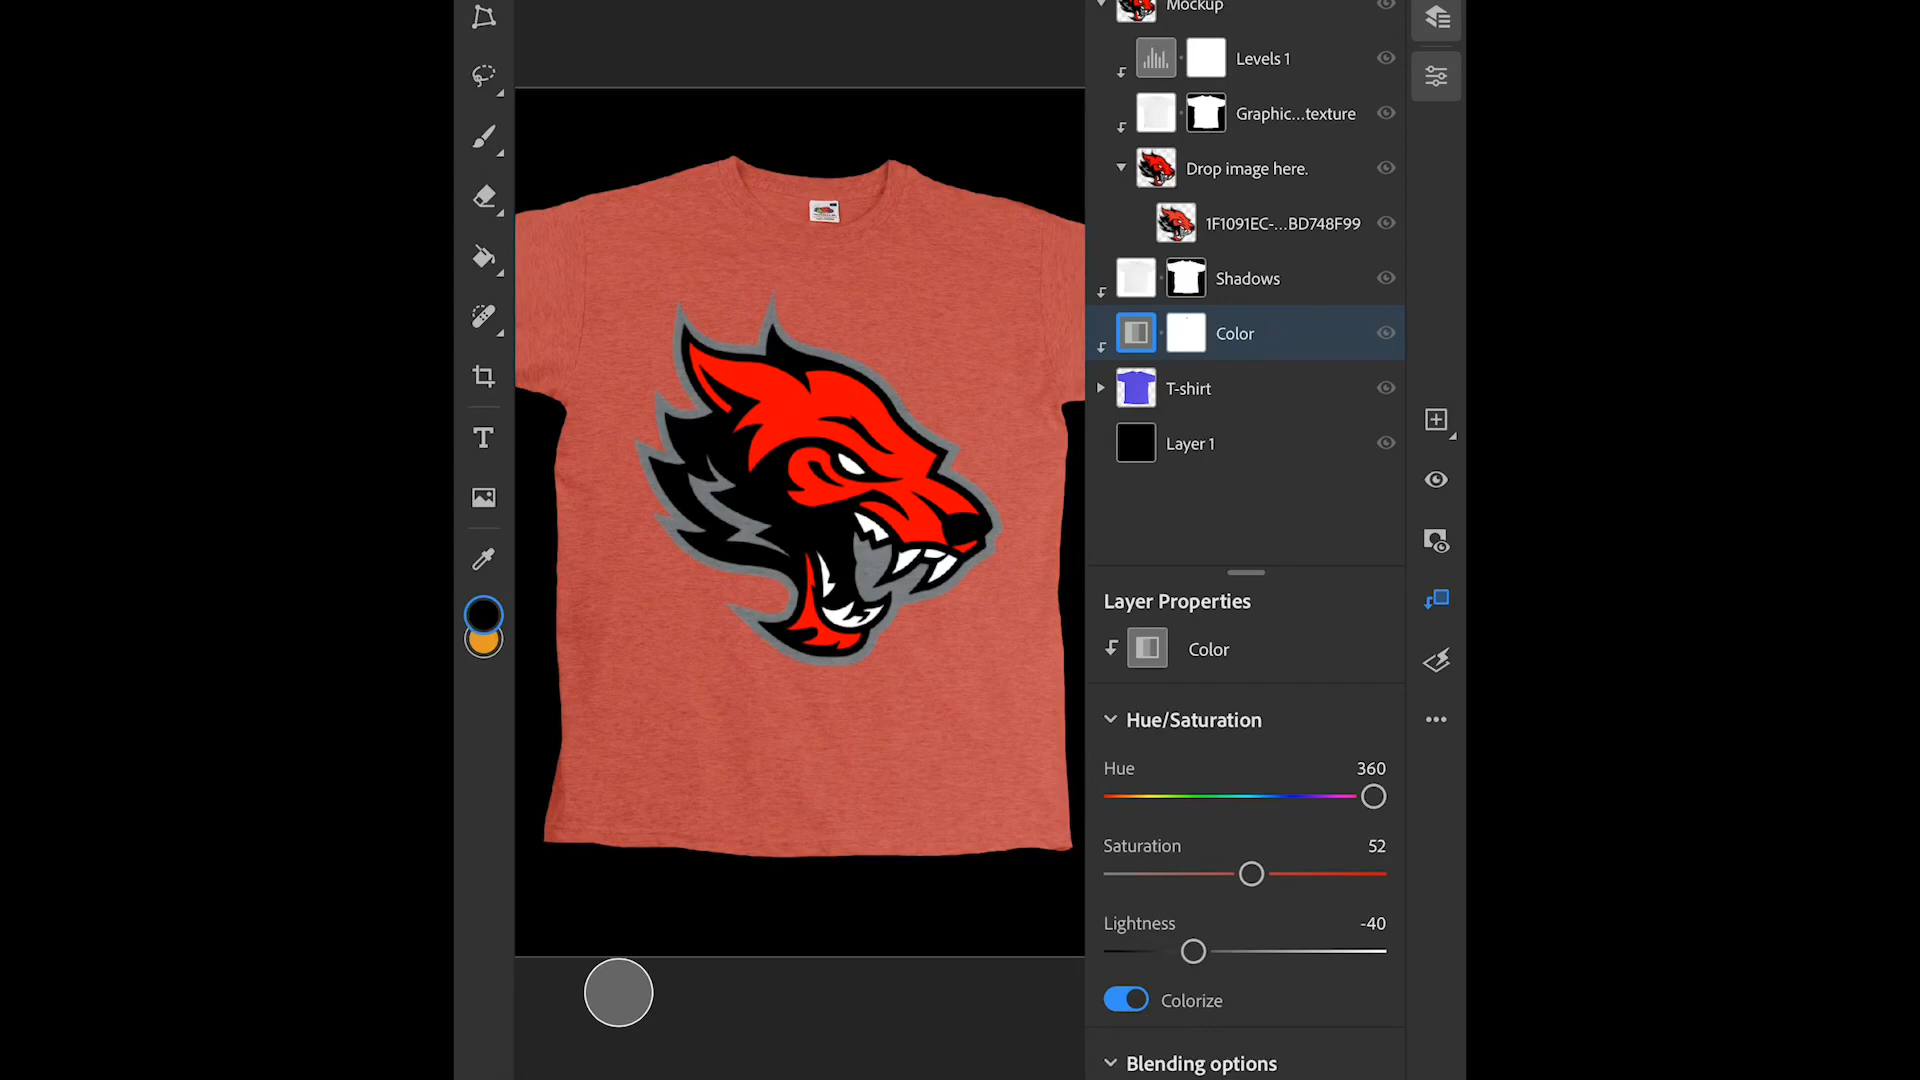 Mockup
Levels 1
Graphic...texture
Drop image here.
1F1091EC-...BD748F99
Shadows
Color
T-shirt
Layer 1
Layer Properties
Color
Hue/Saturation
Hue 360
Saturation 52
Lightness -40
Colorize
Blending options
T